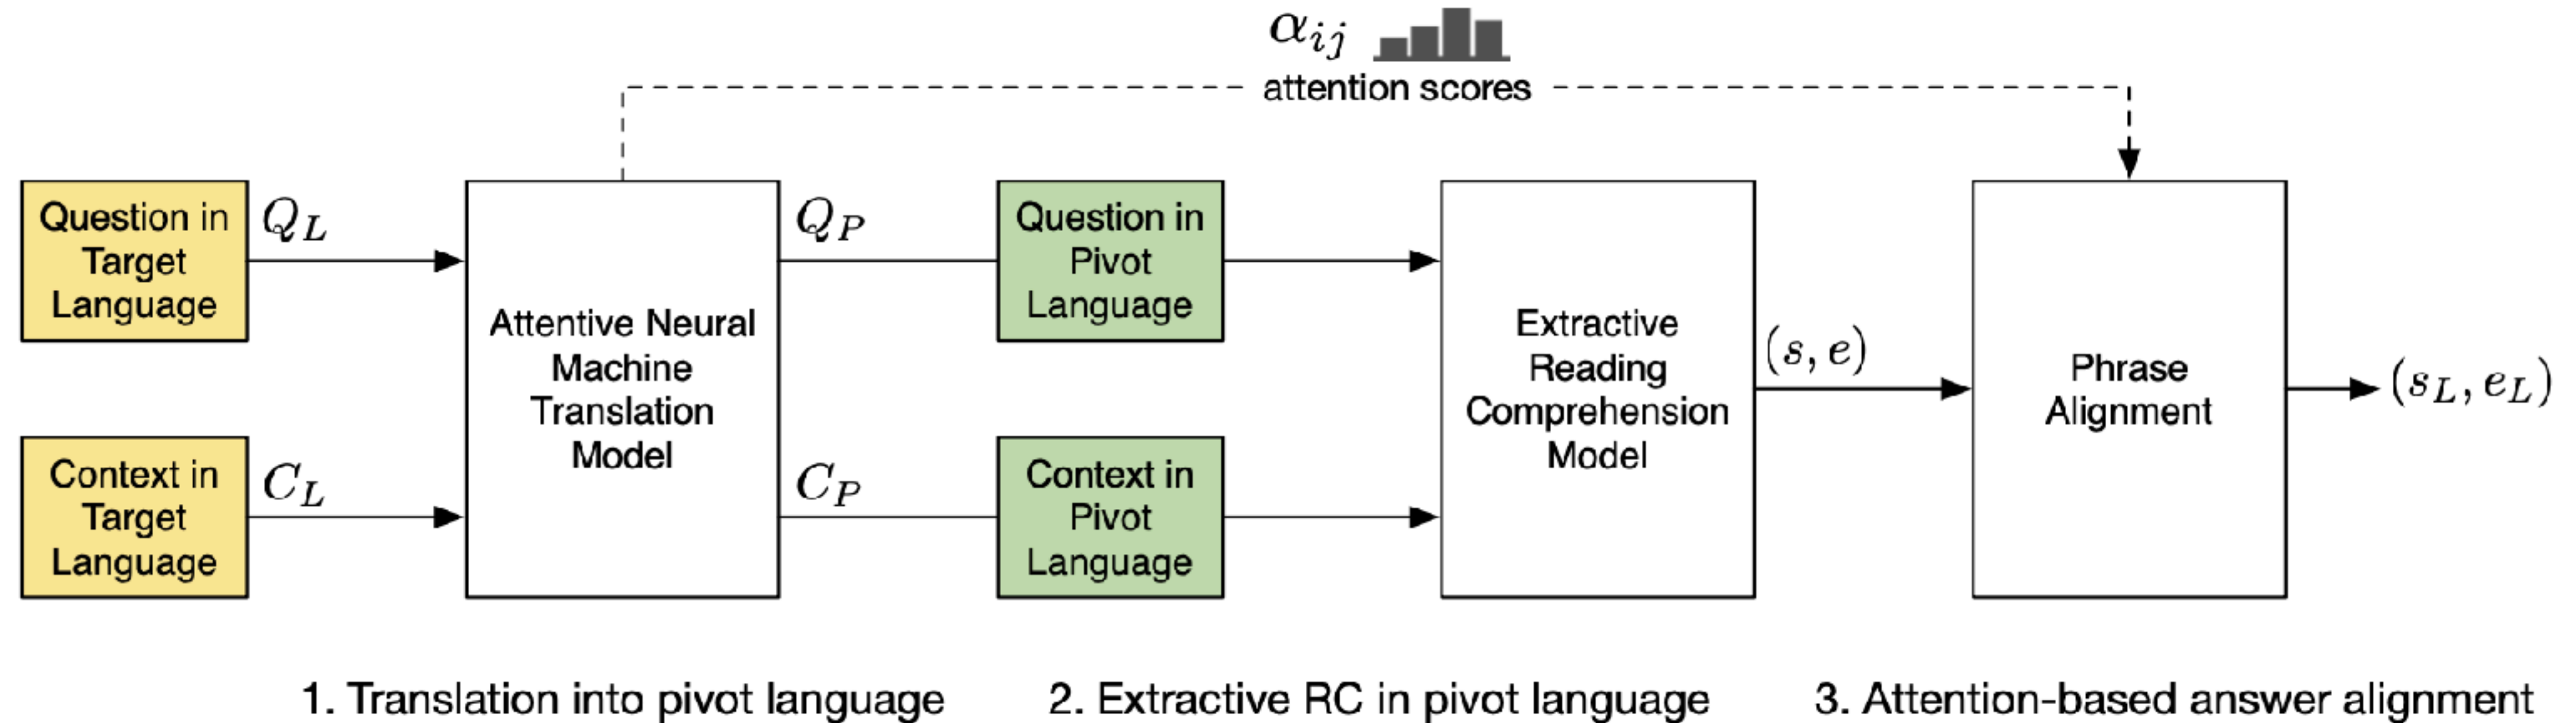 α_{ij}
attention scores
Question in
Target
Language
Q_L
Context in
Target
Language
C_L
Attentive Neural
Machine
Translation
Model
Q_P
C_P
Question in
Pivot
Language
Context in
Pivot
Language
Extractive
Reading
Comprehension
Model
(s, e)
Phrase
Alignment
(s_L, e_L)
1. Translation into pivot language
2. Extractive RC in pivot language
3. Attention-based answer alignment